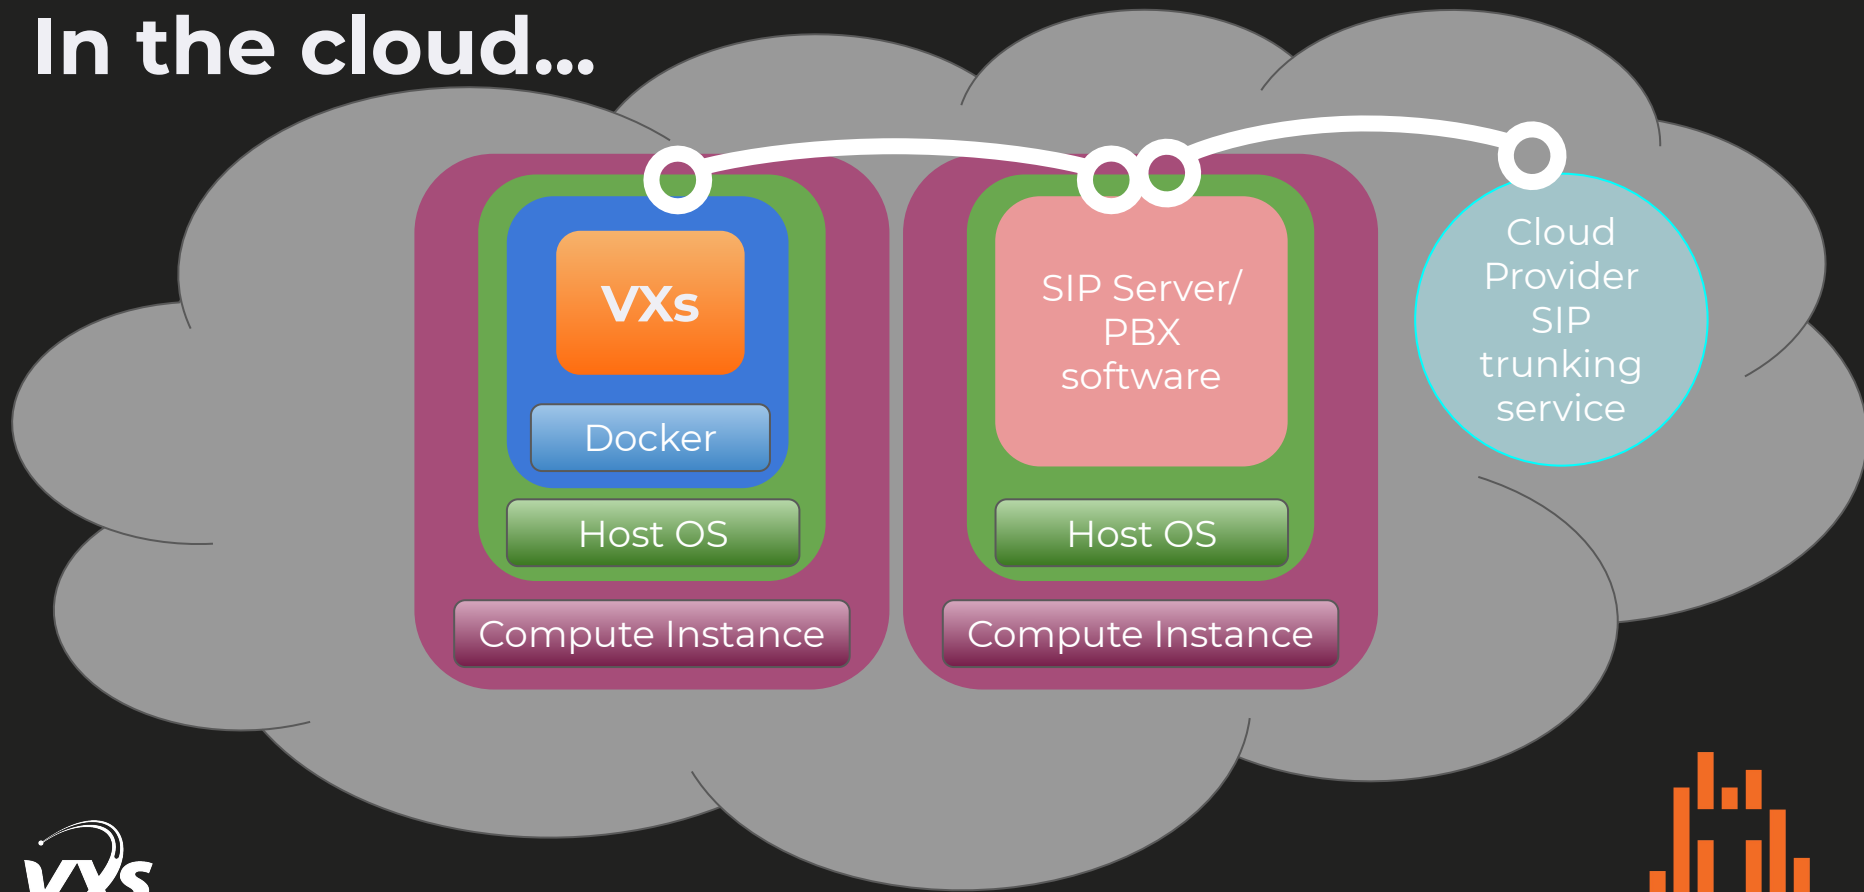 In the cloud...
VXs
Docker
Host OS
Compute Instance
SIP Server/
PBX
software
Host OS
Compute Instance
Cloud
Provider
SIP
trunking
service
vxs